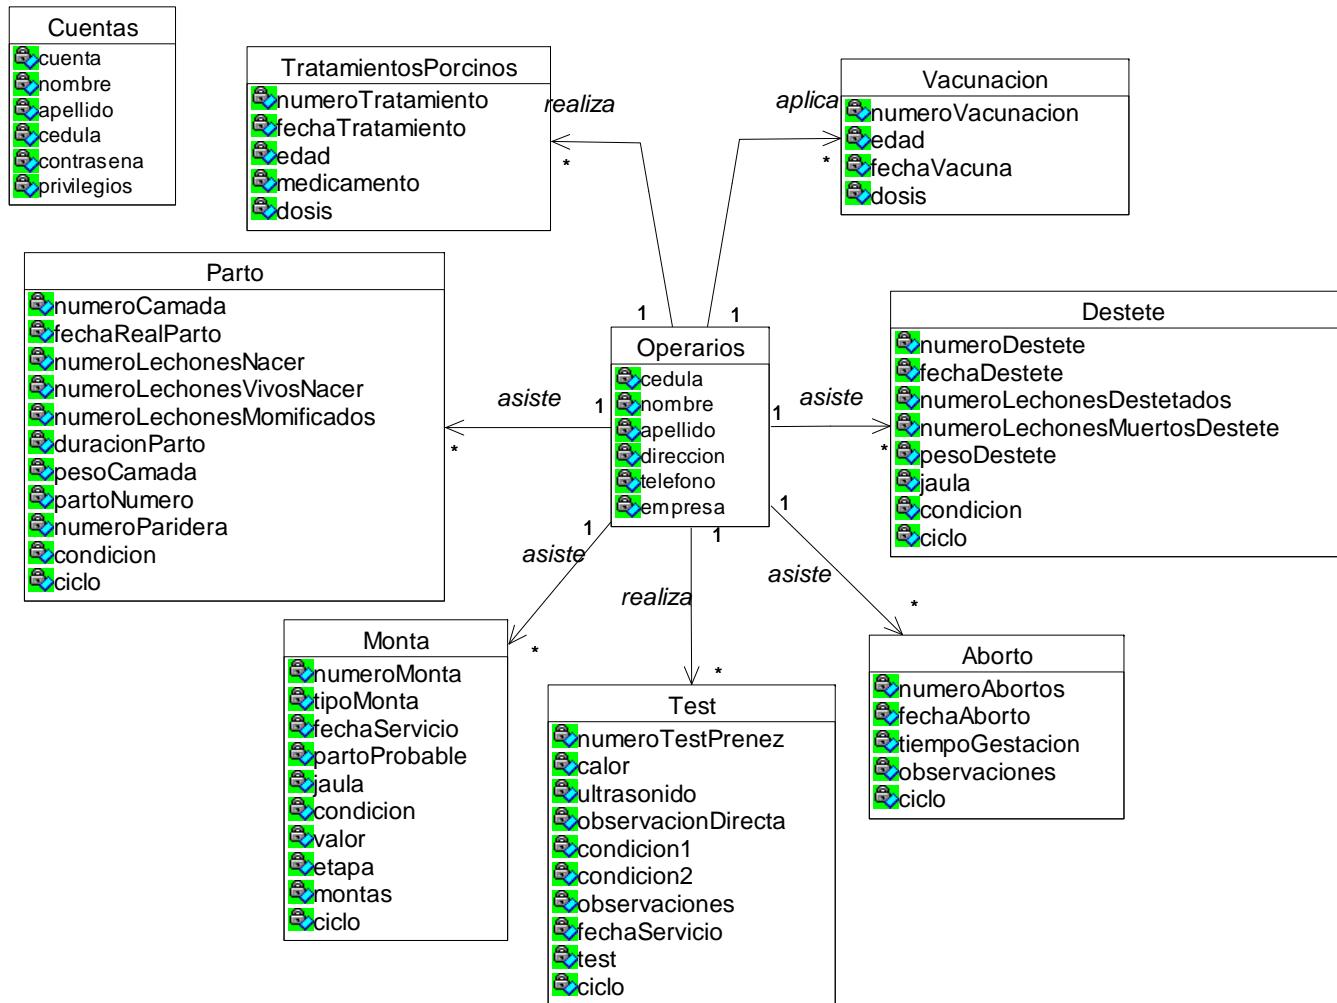 Cuentas
cuenta
nombre
apellido
cedula
contrasena
privilegios
TratamientosPorcinos
numeroTratamiento
fechaTratamiento
edad
medicamento
dosis
realiza
*
1
Vacunacion
numeroVacunacion
edad
fechaVacuna
dosis
aplica
*
1
Parto
numeroCamada
fechaRealParto
numeroLechonesNacer
numeroLechonesVivosNacer
numeroLechonesMomificados
duracionParto
pesoCamada
partoNumero
numeroParidera
condicion
ciclo
asiste
1
*
Operarios
cedula
nombre
apellido
direccion
telefono
empresa
asiste
1
*
Destete
numeroDestete
fechaDestete
numeroLechonesDestetados
numeroLechonesMuertosDestete
pesoDestete
jaula
condicion
ciclo
asiste
1
*
Monta
numeroMonta
tipoMonta
fechaServicio
partoProbable
jaula
condicion
valor
etapa
montas
ciclo
realiza
1
*
Test
numeroTestPrenez
calor
ultrasonido
observacionDirecta
condicion1
condicion2
observaciones
fechaServicio
test
ciclo
asiste
1
*
Aborto
numeroAbortos
fechaAborto
tiempoGestacion
observaciones
ciclo